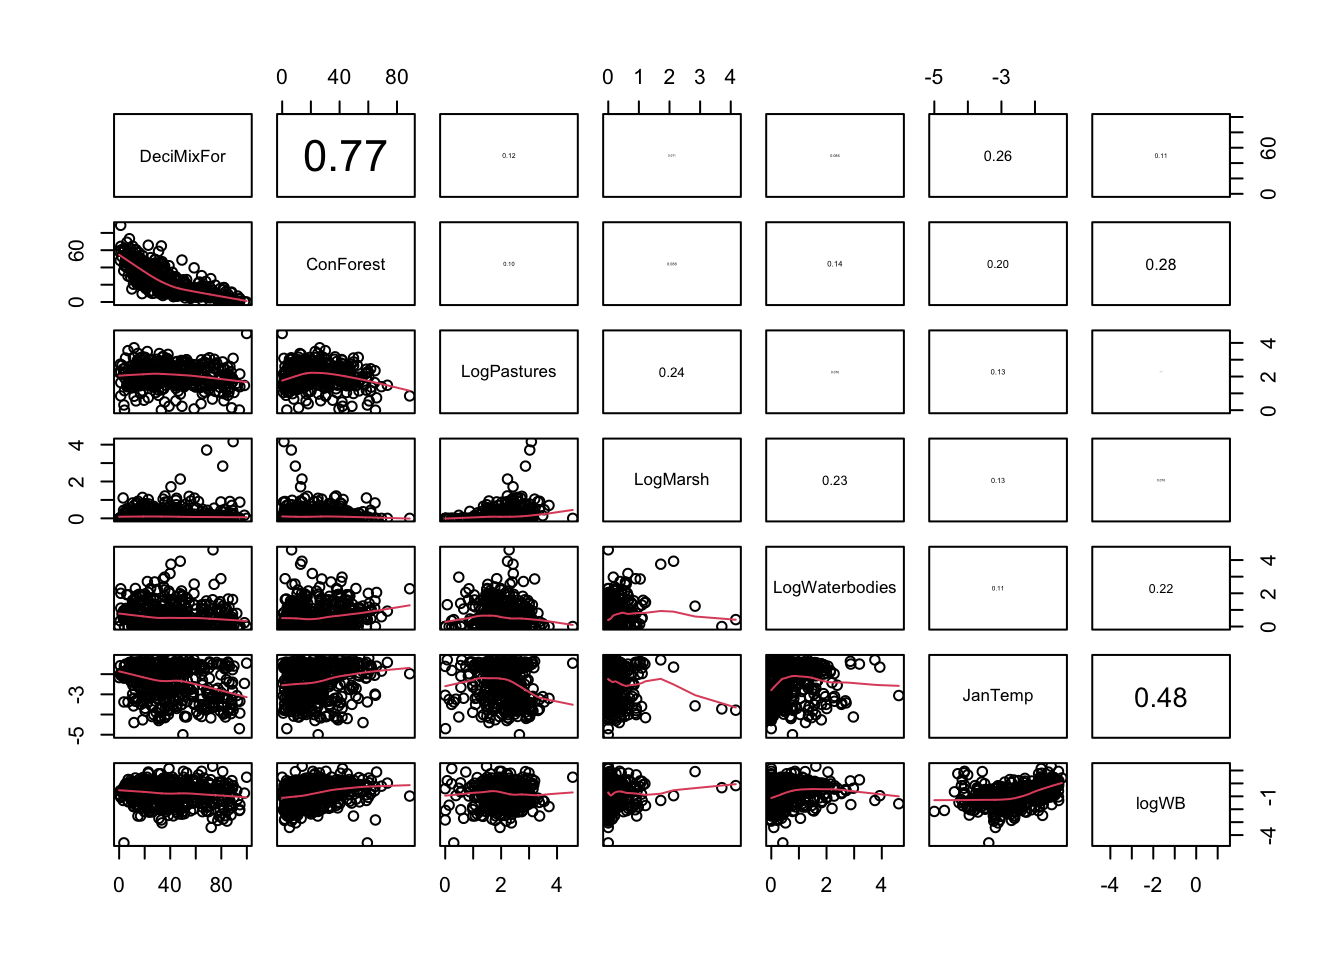 0 40 80 0 1 2 3 4 -5 -3
DeciMixFor 0.77 0.12 0.26 0.11 0 60
0 60 ConForest 0.10 0.14 0.20 0.28
LogPastures 0.24 0.13 0 2 4
0 2 4 LogMarsh 0.23 0.13
LogWaterbodies 0.11 0.22 0 2 4
-5 -3 JanTemp 0.48
logWB -4 -1
0 40 80 0 2 4 0 2 4 -4 -2 0